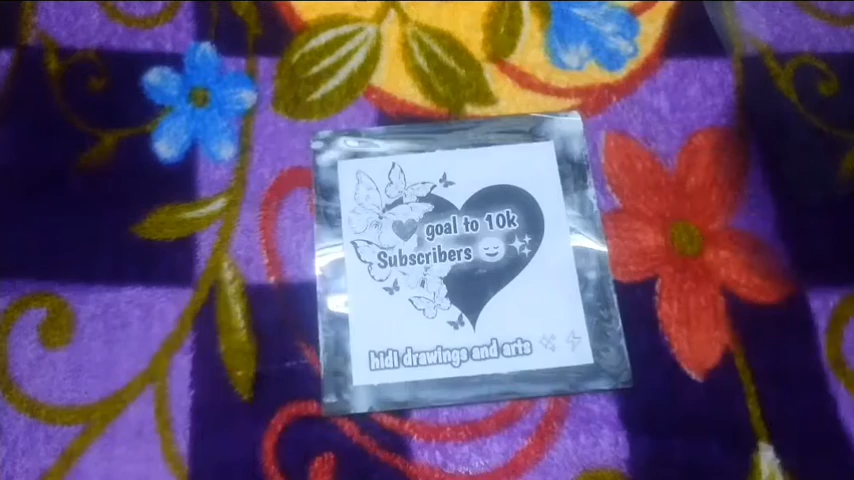 goal to 10k
Subscribers 😌✨
hidi drawings and arts ✨⚡